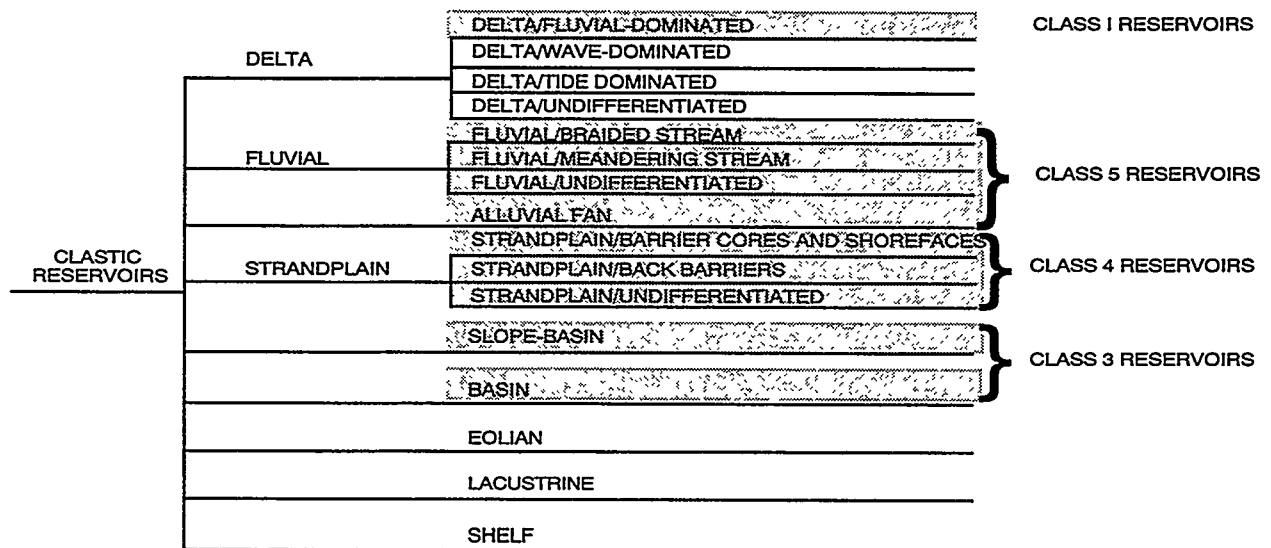 DELTA/FLUVIAL-DOMINATED CLASS I RESERVOIRS
DELTA DELTA/WAVE-DOMINATED
DELTA/TIDE DOMINATED
DELTA/UNDIFFERENTIATED
FLUVIAL/BRAIDED STREAM
FLUVIAL FLUVIAL/MEANDERING STREAM CLASS 5 RESERVOIRS
FLUVIAL/UNDIFFERENTIATED
ALLUVIAL FAN
STRANDPLAIN/BARRIER CORES AND SHOREFACES
CLASTIC
RESERVOIRS
STRANDPLAIN STRANDPLAIN/BACK BARRIERS CLASS 4 RESERVOIRS
STRANDPLAIN/UNDIFFERENTIATED
SLOPE-BASIN
CLASS 3 RESERVOIRS
BASIN
EOLIAN
LACUSTRINE
SHELF